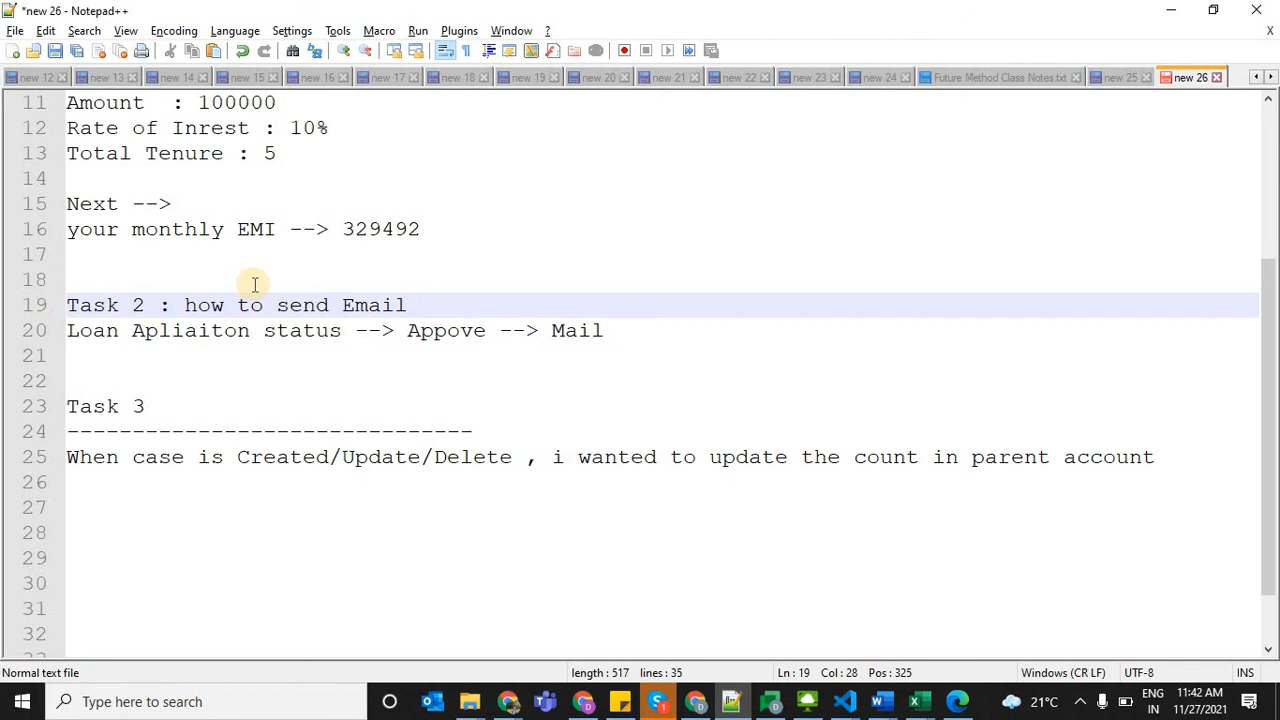 *new 26 - Notepad++
File Edit Search View Encoding Language Settings Tools Macro Run Plugins Window ? X
new 12 new 13 new 14 new 15 new 16 new 17 new 18 new 19 new 20 new 21 new 22 new 23 new 24 Future Method Class Notes.txt new 25 new 26
11 Amount : 100000
12 Rate of Inrest : 10%
13 Total Tenure : 5
14
15 Next -->
16 your monthly EMI --> 329492
17
18
19 Task 2 : how to send Email
20 Loan Apliaiton status --> Appove --> Mail
21
22
23 Task 3
24 -------------------------------
25 When case is Created/Update/Delete , i wanted to update the count in parent account
26
27
28
29
30
31
32
Normal text file length : 517 lines : 35 Ln : 19 Col : 28 Pos : 325 Windows (CR LF) UTF-8 INS
Type here to search 21°C ENG 11:42 AM
IN 11/27/2021